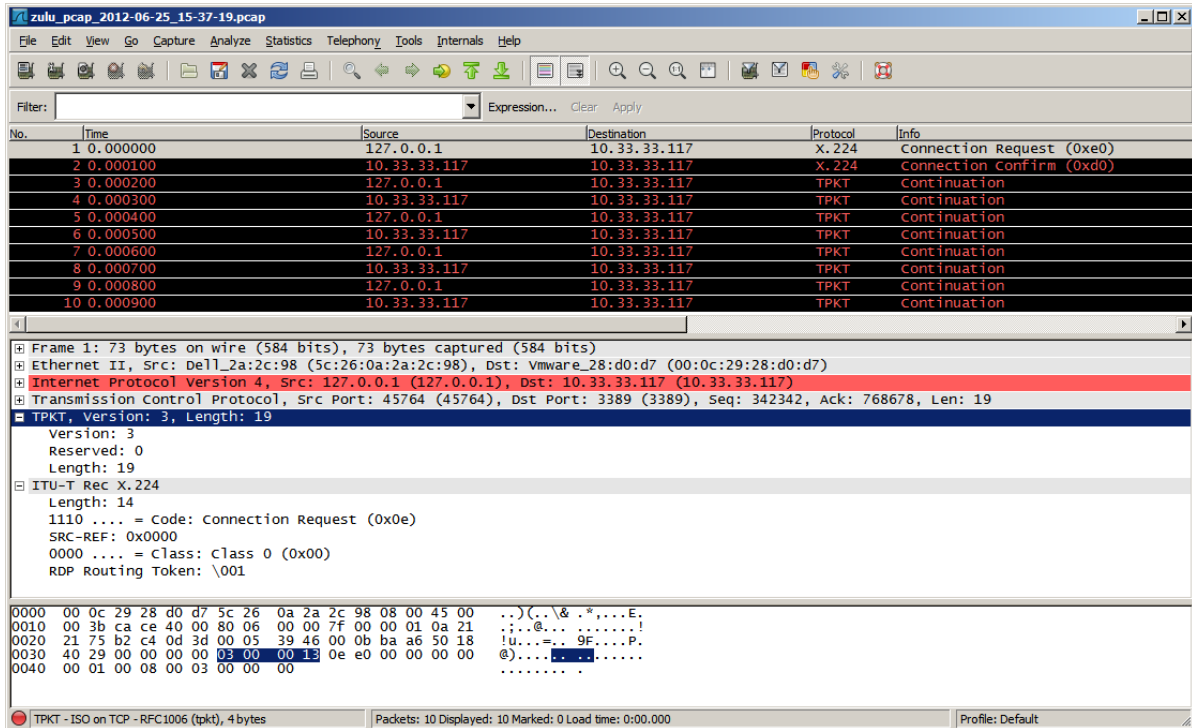 zulu_pcap_2012-06-25_15-37-19.pcap
File Edit View Go Capture Analyze Statistics Telephony Tools Internals Help
Filter: Expression... Clear Apply
No. Time Source Destination Protocol Info
1 0.000000 127.0.0.1 10.33.33.117 X.224 Connection Request (0xe0)
2 0.000100 10.33.33.117 10.33.33.117 X.224 Connection Confirm (0xd0)
3 0.000200 127.0.0.1 10.33.33.117 TPKT Continuation
4 0.000300 10.33.33.117 10.33.33.117 TPKT Continuation
5 0.000400 127.0.0.1 10.33.33.117 TPKT Continuation
6 0.000500 10.33.33.117 10.33.33.117 TPKT Continuation
7 0.000600 127.0.0.1 10.33.33.117 TPKT Continuation
8 0.000700 10.33.33.117 10.33.33.117 TPKT Continuation
9 0.000800 127.0.0.1 10.33.33.117 TPKT Continuation
10 0.000900 10.33.33.117 10.33.33.117 TPKT Continuation
Frame 1: 73 bytes on wire (584 bits), 73 bytes captured (584 bits)
Ethernet II, Src: Dell_2a:2c:98 (5c:26:0a:2a:2c:98), Dst: Vmware_28:d0:d7 (00:0c:29:28:d0:d7)
Internet Protocol Version 4, Src: 127.0.0.1 (127.0.0.1), Dst: 10.33.33.117 (10.33.33.117)
Transmission Control Protocol, Src Port: 45764 (45764), Dst Port: 3389 (3389), Seq: 342342, Ack: 768678, Len: 19
TPKT, Version: 3, Length: 19
Version: 3
Reserved: 0
Length: 19
ITU-T Rec X.224
Length: 14
1110 .... = Code: Connection Request (0x0e)
SRC-REF: 0x0000
0000 .... = Class: Class 0 (0x00)
RDP Routing Token: \001
0000 00 0c 29 28 d0 d7 5c 26 0a 2a 2c 98 08 00 45 00 ..)(..\& .*,...E.
0010 00 3b ca ce 40 00 80 06 00 00 7f 00 00 01 0a 21 .;..@... .......!
0020 21 75 b2 c4 0d 3d 00 05 39 46 00 0b ba a6 50 18 !u...=.. 9F....P.
0030 40 29 00 00 00 00 03 00 00 13 0e e0 00 00 00 00 @)...... ........
0040 00 01 00 08 00 03 00 00 00 ........ .
TPKT - ISO on TCP - RFC1006 (tpkt), 4 bytes Packets: 10 Displayed: 10 Marked: 0 Load time: 0:00.000 Profile: Default